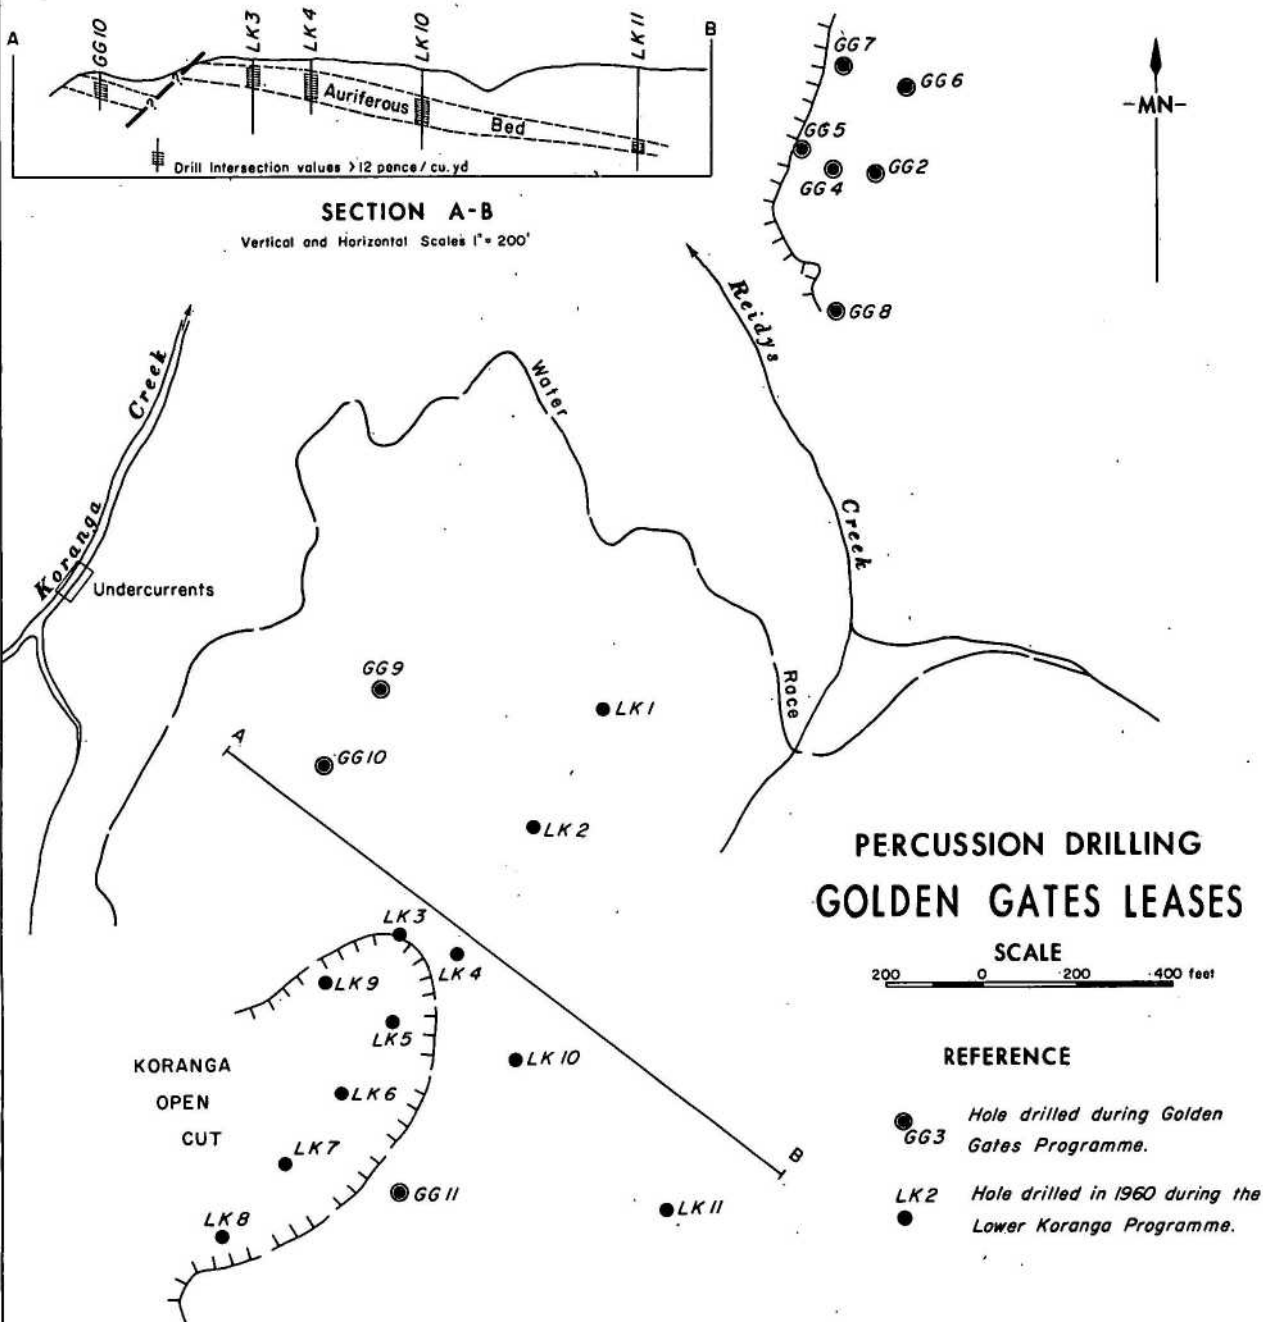 A
GG10
LK3
LK4
LK10
LK11
B
?
?
Auriferous
Bed
Drill Intersection values >12 pence/cu.yd
SECTION A-B
Vertical and Horizontal Scales 1" = 200'
GG7
GG6
GG5
GG4
GG2
GG8
-MN-
Reidys
Creek
Koranga
Creek
Undercurrents
Water
Race
GG9
GG10
LK1
LK2
A
LK3
LK4
LK9
LK5
LK10
LK6
LK7
LK8
GG11
LK11
B
KORANGA
OPEN
CUT
PERCUSSION DRILLING
GOLDEN GATES LEASES
SCALE
200 0 200 400 feet
REFERENCE
GG3
Hole drilled during Golden
Gates Programme.
LK2
Hole drilled in 1960 during the
Lower Koranga Programme.